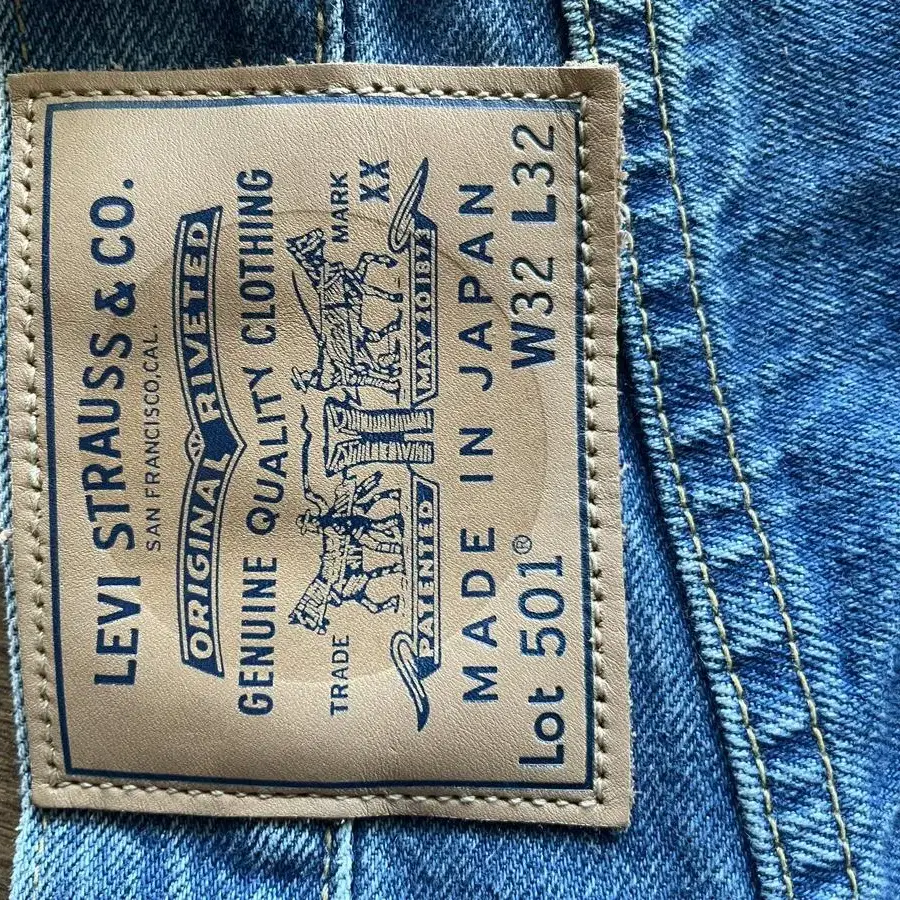 LEVI STRAUSS & CO.
SAN FRANCISCO, CAL.
ORIGINAL RIVETED
GENUINE QUALITY CLOTHING
TRADE MARK
XX
PATENTED MAY 20 1873
MADE IN JAPAN
Lot 501® W32 L32